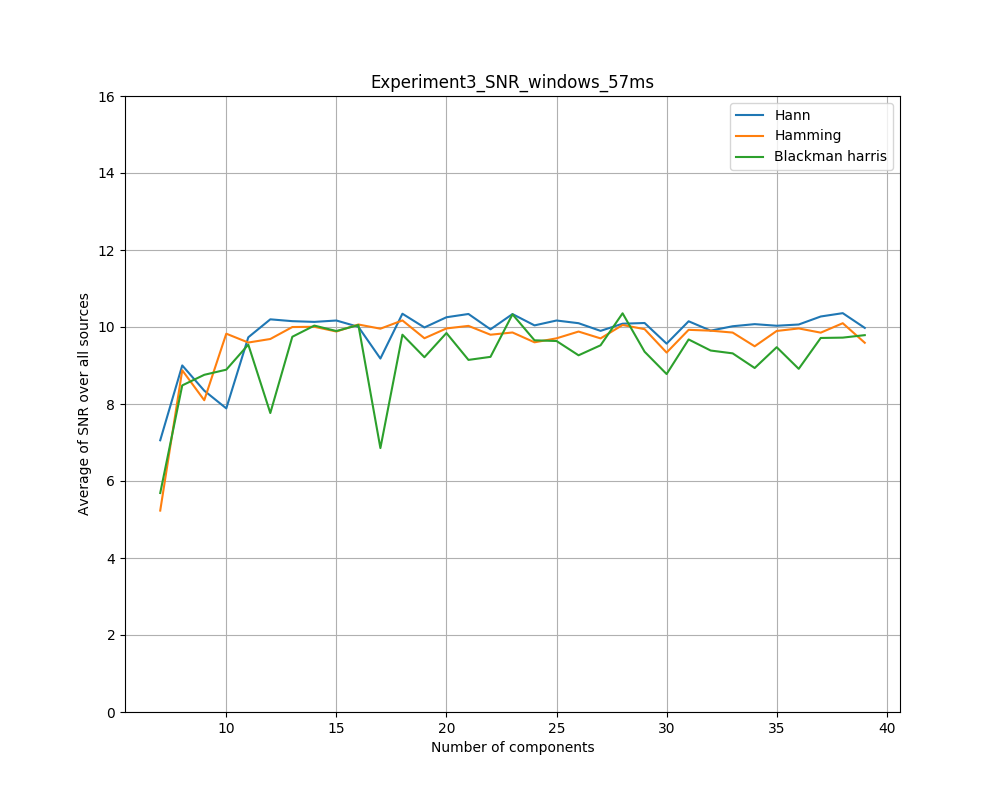 Experiment3_SNR_windows_57ms
Hann
Hamming
Blackman harris
Average of SNR over all sources
16
14
12
10
8
6
4
2
0
10 15 20 25 30 35 40
Number of components